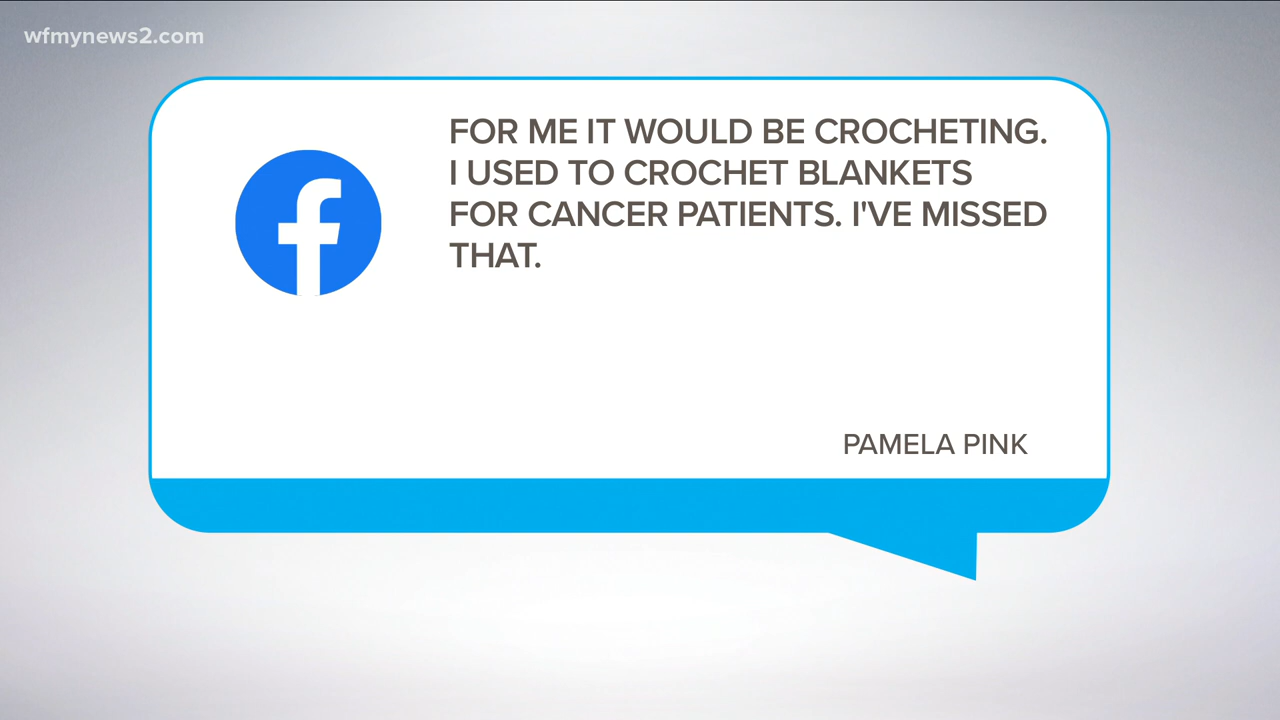 wfmynews2.com
FOR ME IT WOULD BE CROCHETING.
I USED TO CROCHET BLANKETS
FOR CANCER PATIENTS. I'VE MISSED
THAT.
PAMELA PINK